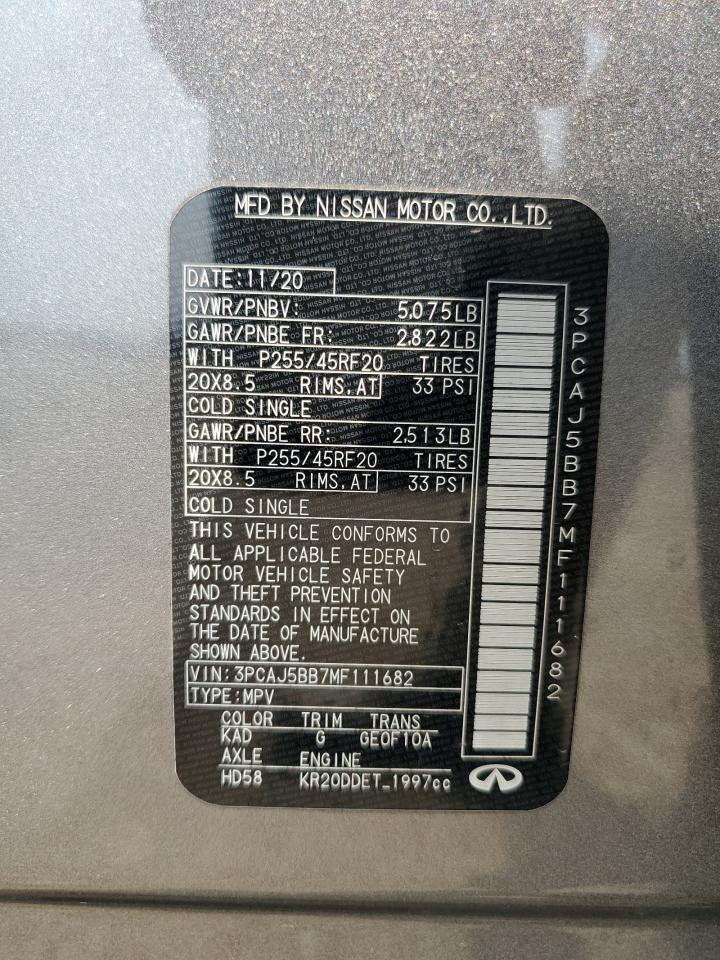 MFD BY NISSAN MOTOR CO.,LTD.
DATE:11/20
GVWR/PNBV: 5.075LB
GAWR/PNBE FR: 2.822LB
WITH P255/45RF20 TIRES
20X8.5 RIMS,AT 33 PSI
COLD SINGLE
GAWR/PNBE RR: 2.513LB
WITH P255/45RF20 TIRES
20X8.5 RIMS,AT 33 PSI
COLD SINGLE
THIS VEHICLE CONFORMS TO
ALL APPLICABLE FEDERAL
MOTOR VEHICLE SAFETY
AND THEFT PREVENTION
STANDARDS IN EFFECT ON
THE DATE OF MANUFACTURE
SHOWN ABOVE.
VIN:3PCAJ5BB7MF111682
TYPE:MPV
COLOR TRIM TRANS
KAD G GE0F10A
AXLE ENGINE
HD58 KR20DDET_1997cc
3PCAJ5BB7MF111682